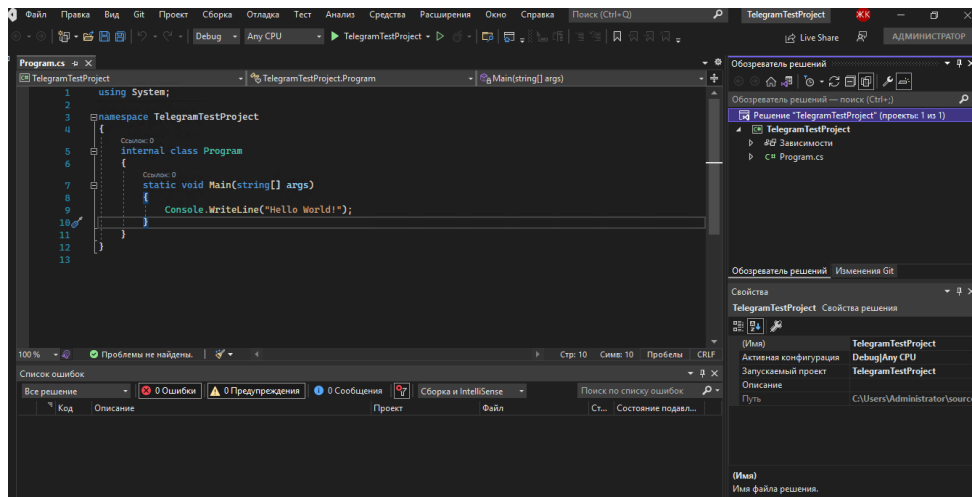 Файл Правка Вид Git Проект Сборка Отладка Тест Анализ Средства Расширения Окно Справка Поиск (Ctrl+Q) TelegramTestProject ЖК
Debug Any CPU TelegramTestProject Live Share АДМИНИСТРАТОР
Program.cs
TelegramTestProject TelegramTestProject.Program Main(string[] args)
1 using System;
2
3 namespace TelegramTestProject
4 {
Ссылок: 0
5 internal class Program
6 {
Ссылок: 0
7 static void Main(string[] args)
8 {
9 Console.WriteLine("Hello World!");
10 }
11 }
12 }
13
100 % Проблемы не найдены. Стр: 10 Симв: 10 Пробелы CRLF
Список ошибок
Все решение 0 Ошибки 0 Предупреждения 0 Сообщения Сборка и IntelliSense Поиск по списку ошибок
Код Описание Проект Файл Ст... Состояние подавл...
Обозреватель решений
Обозреватель решений — поиск (Ctrl+;)
Решение "TelegramTestProject" (проекты: 1 из 1)
C# TelegramTestProject
Зависимости
C# Program.cs
Обозреватель решений Изменения Git
Свойства
TelegramTestProject Свойства решения
(Имя) TelegramTestProject
Активная конфигурация Debug|Any CPU
Запускаемый проект TelegramTestProject
Описание
Путь C:\Users\Administrator\source
(Имя)
Имя файла решения.